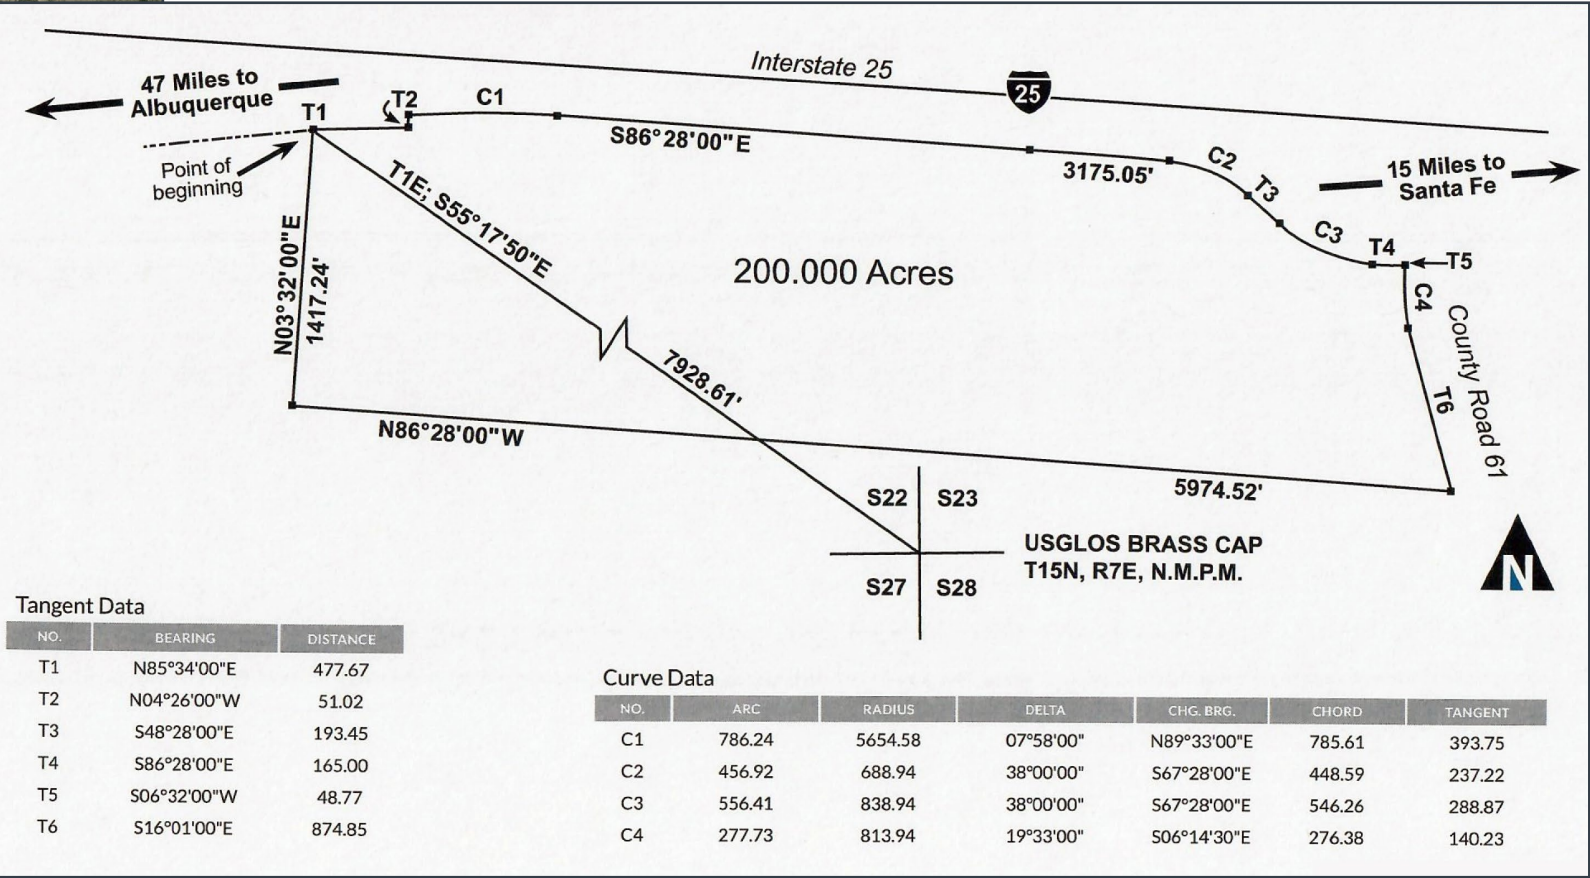 Interstate 25
25
47 Miles to
Albuquerque
T1
T2
C1
S86°28'00"E
3175.05'
C2
T3
15 Miles to
Santa Fe
Point of
beginning
T1E; S55°17'50"E
C3
T4
T5
200.000 Acres
N03°32'00"E
1417.24'
C4
County Road 61
7928.61'
T6
N86°28'00"W
5974.52'
S22
S23
USGLOS BRASS CAP
T15N, R7E, N.M.P.M.
S27
S28
N
Tangent Data
NO. BEARING DISTANCE
T1 N85°34'00"E 477.67
T2 N04°26'00"W 51.02
T3 S48°28'00"E 193.45
T4 S86°28'00"E 165.00
T5 S06°32'00"W 48.77
T6 S16°01'00"E 874.85
Curve Data
NO. ARC RADIUS DELTA CHG. BRG. CHORD TANGENT
C1 786.24 5654.58 07°58'00" N89°33'00"E 785.61 393.75
C2 456.92 688.94 38°00'00" S67°28'00"E 448.59 237.22
C3 556.41 838.94 38°00'00" S67°28'00"E 546.26 288.87
C4 277.73 813.94 19°33'00" S06°14'30"E 276.38 140.23